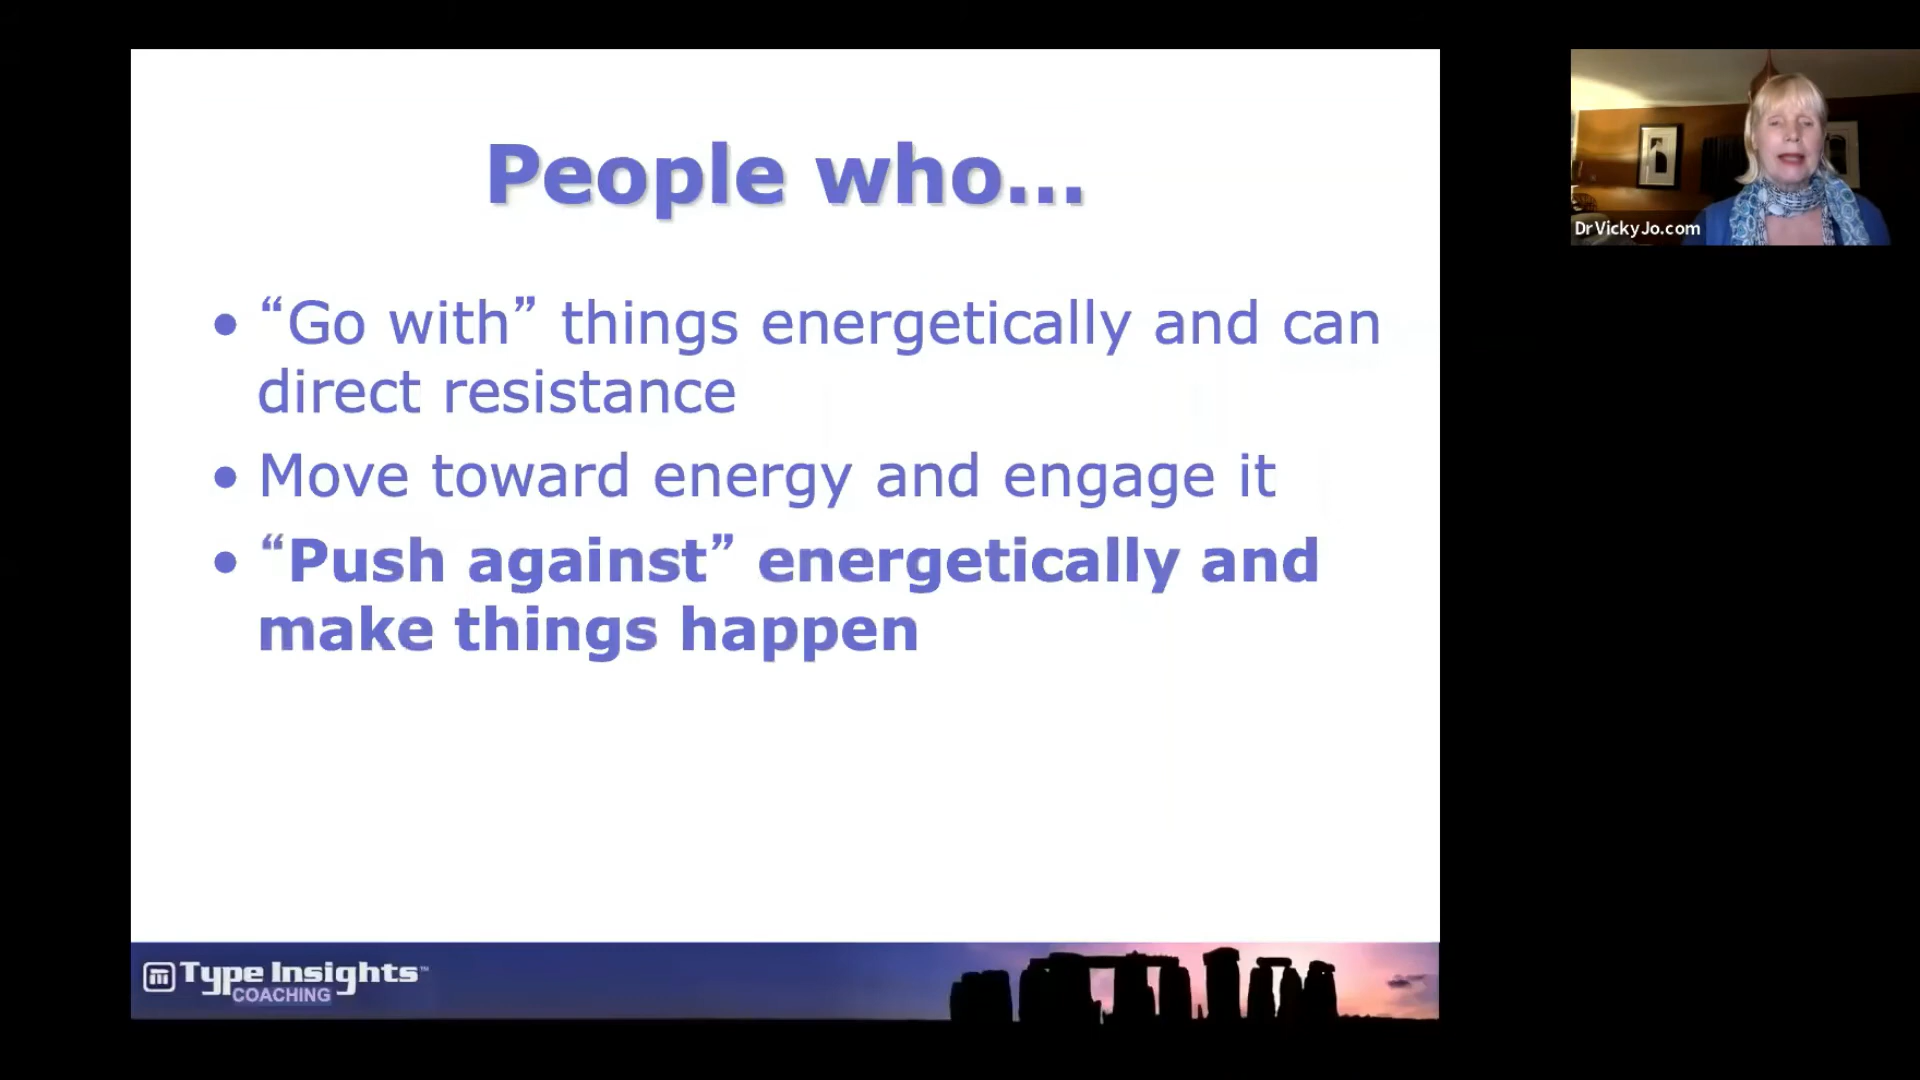 People who...
• “Go with” things energetically and can
direct resistance
• Move toward energy and engage it
• “Push against” energetically and
make things happen
Type Insights™
COACHING
DrVickyJo.com